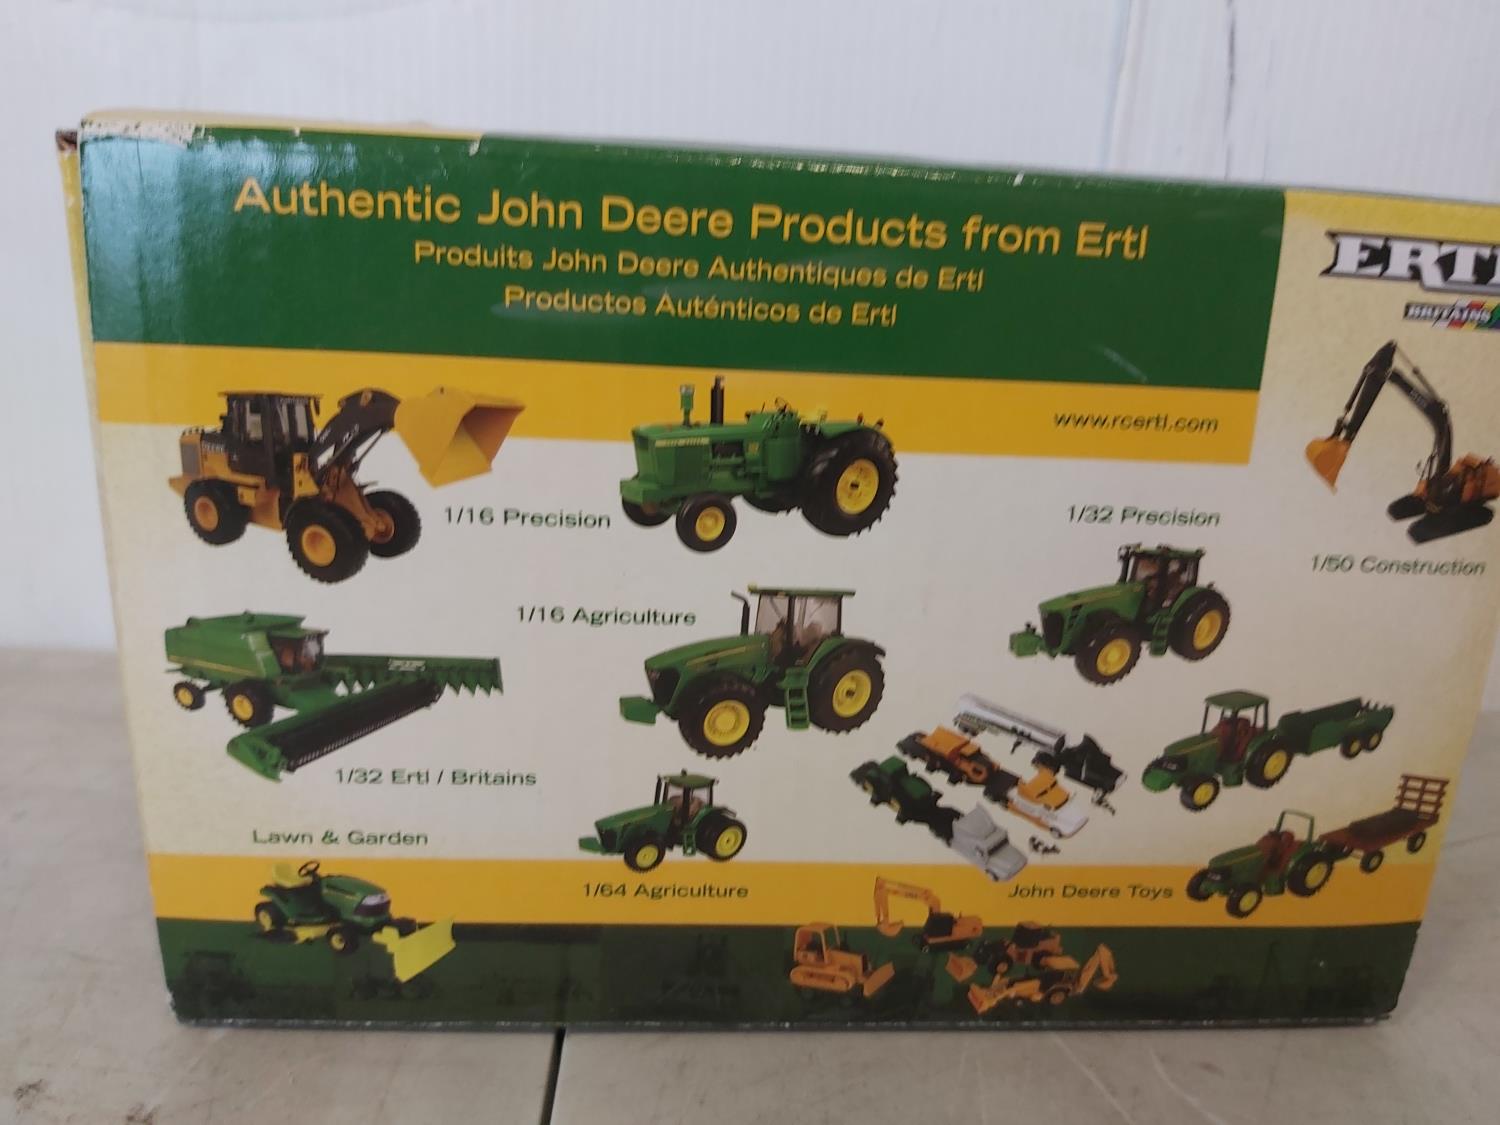 Authentic John Deere Products from Ertl
Produits John Deere Authentiques de Ertl
Productos Auténticos de Ertl
ERTL
BRITAINS
www.rcertl.com
1/16 Precision
1/32 Precision
1/50 Construction
1/16 Agriculture
1/32 Ertl / Britains
Lawn & Garden
1/64 Agriculture
John Deere Toys